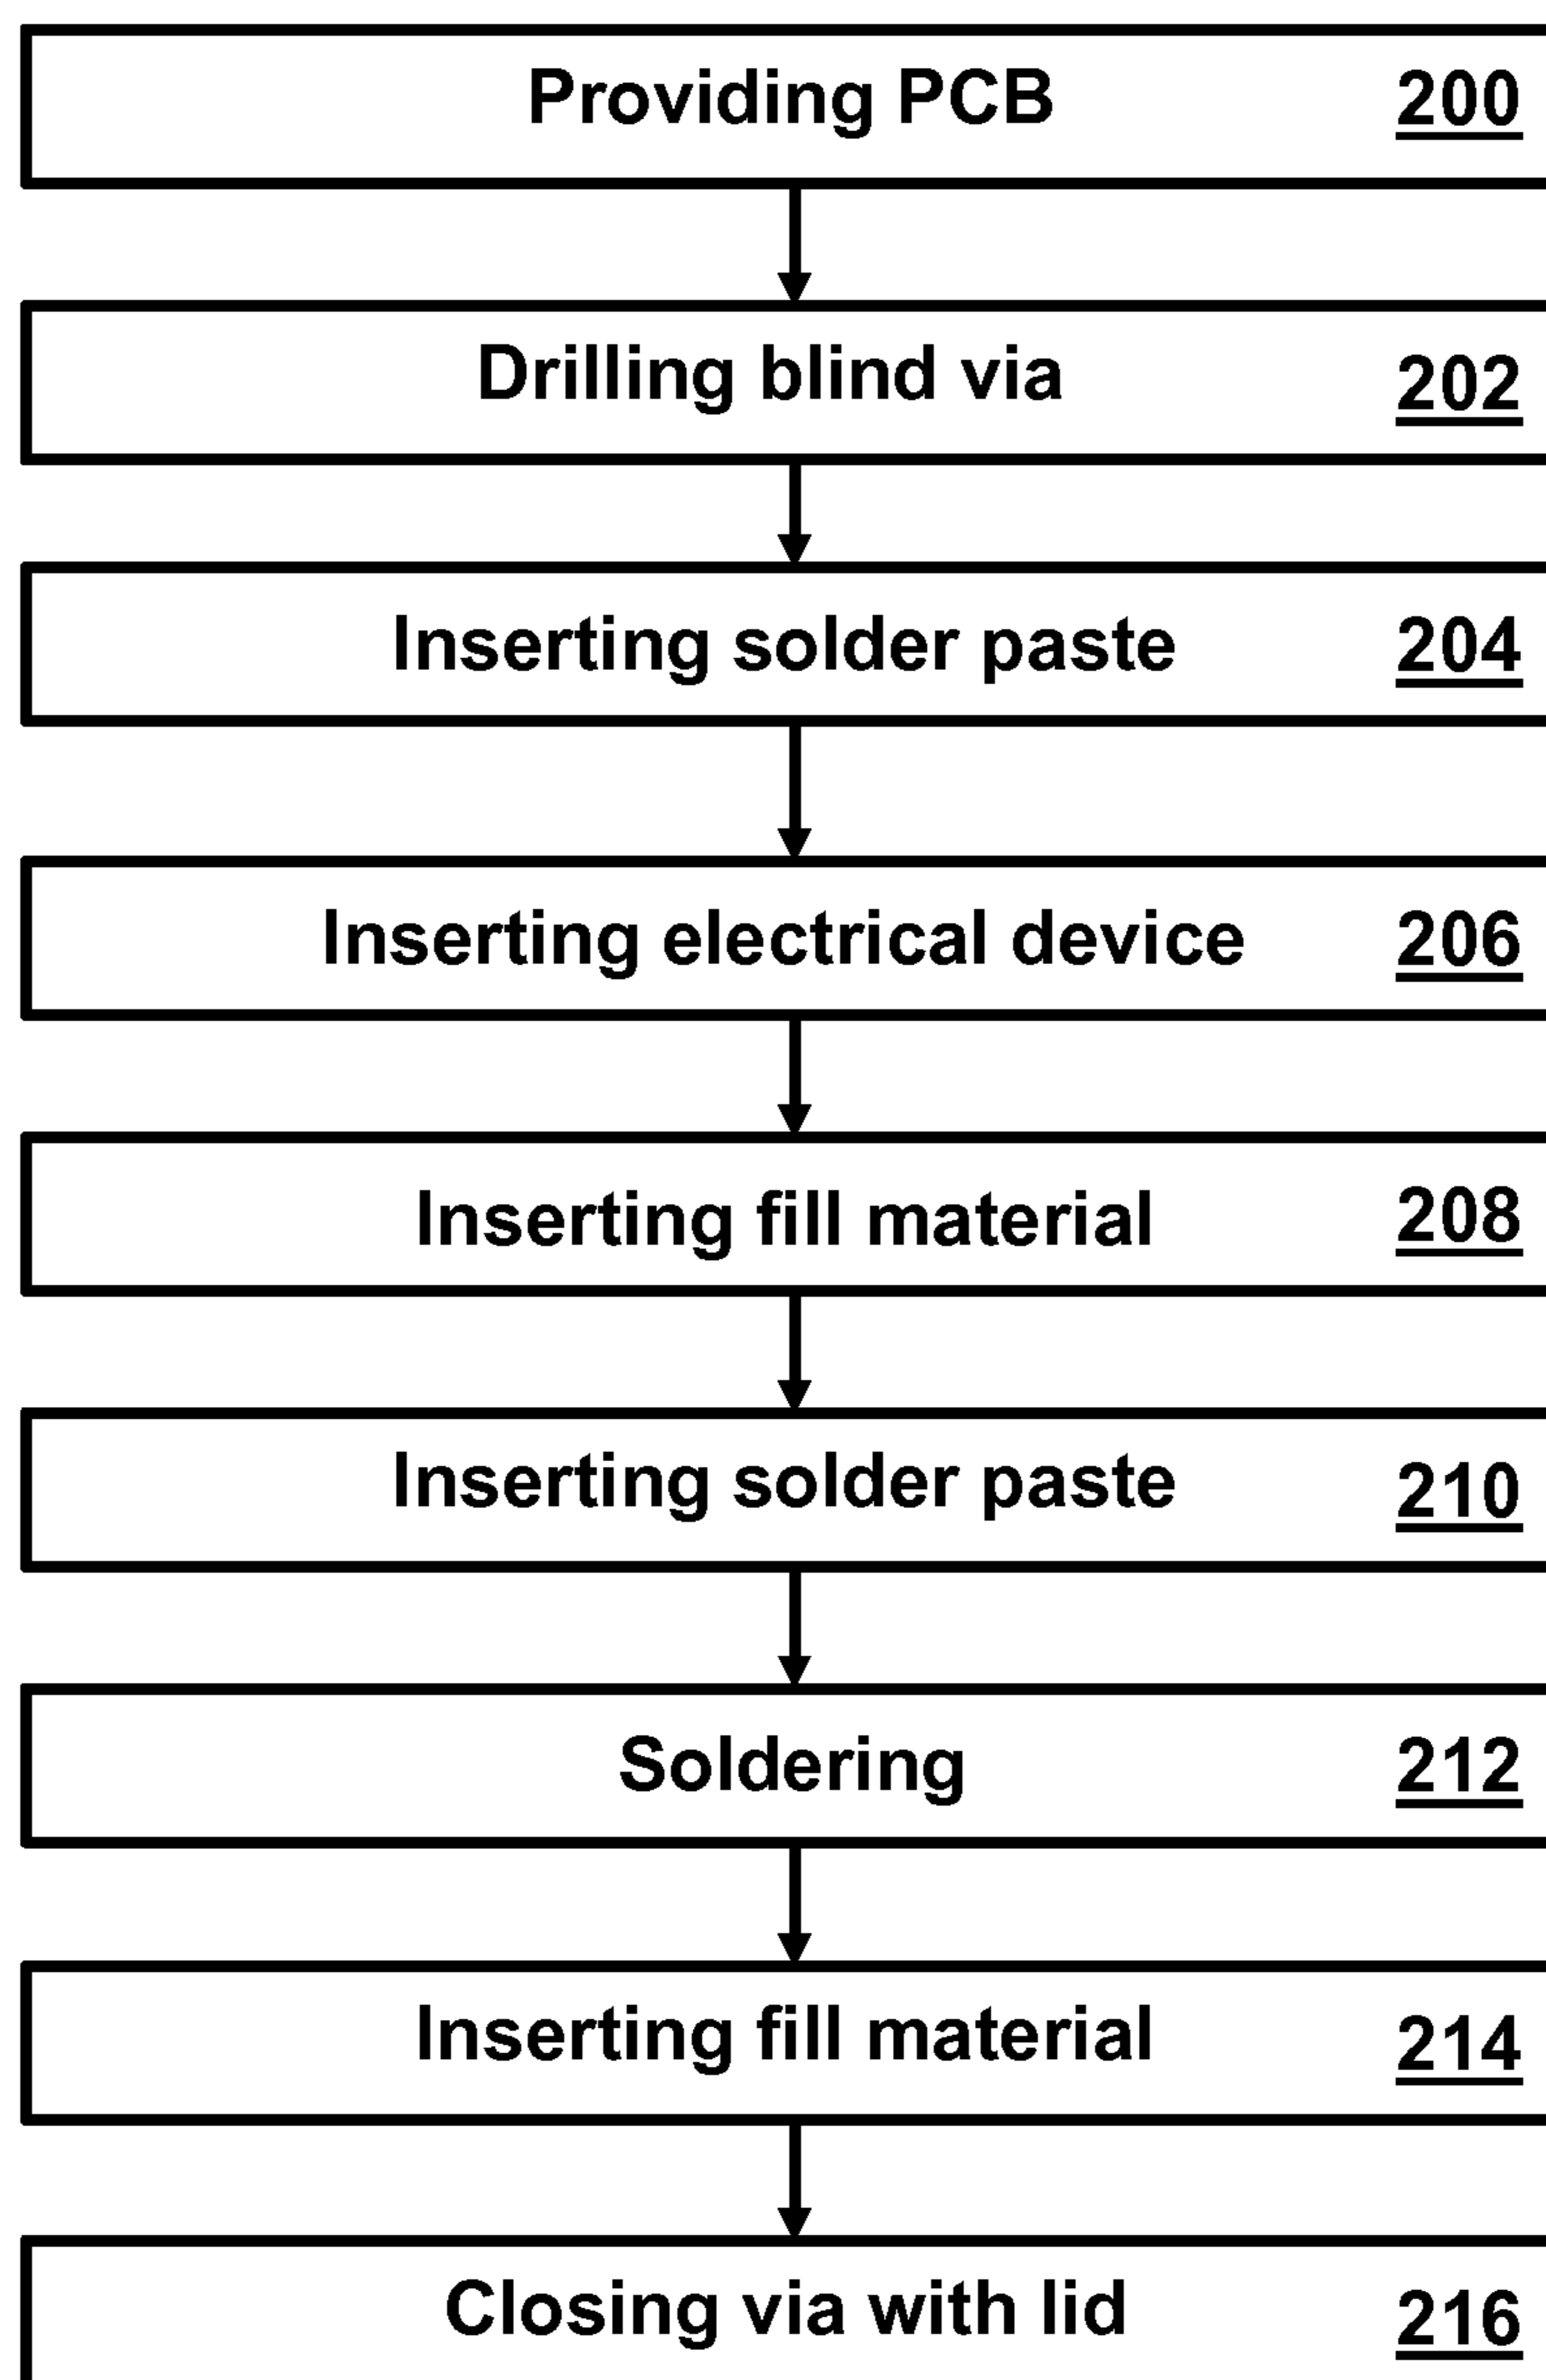 Providing PCB 200
Drilling blind via 202
Inserting solder paste 204
Inserting electrical device 206
Inserting fill material 208
Inserting solder paste 210
Soldering 212
Inserting fill material 214
Closing via with lid 216